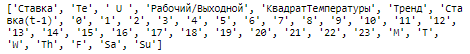 ['Ставка', 'Te', ' U ', 'Рабочий/Выходной', 'КвадратТемпературы', 'Тренд', 'Ста
вка(t-1)', '0', '1', '2', '3', '4', '5', '6', '7', '8', '9', '10', '11', '12',
'13', '14', '15', '16', '17', '18', '19', '20', '21', '22', '23', 'M', 'T',
'W', 'Th', 'F', 'Sa', 'Su']